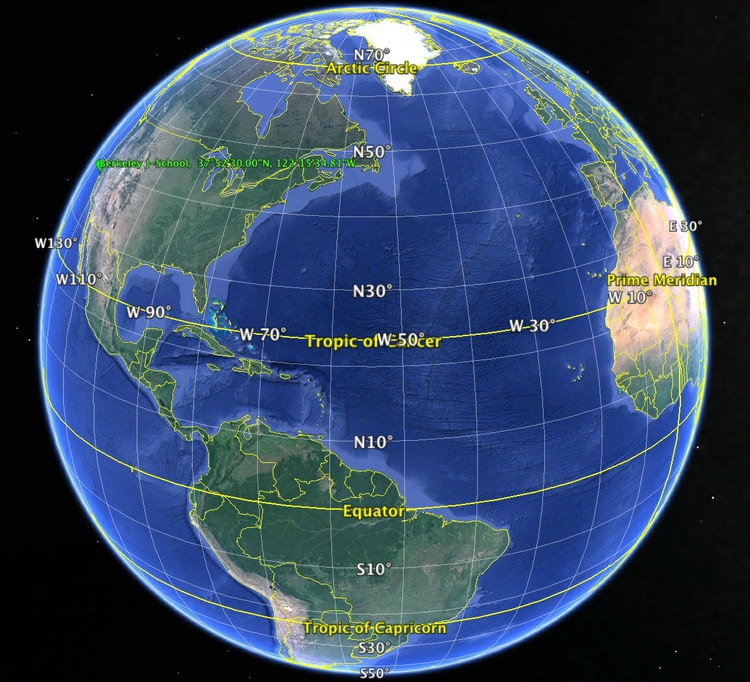 N70°
Arctic Circle
N50°
Berkeley J-School, 37°52'30.00"N, 122 15'34.81"W
E 30°
W130°
E 10°
W110°
Prime Meridian
N30°
W 10°
W 90°
W 30°
W 70°
Tropic of Cancer
W 50°
N10°
Equator
S10°
Tropic of Capricorn
S30°
S50°